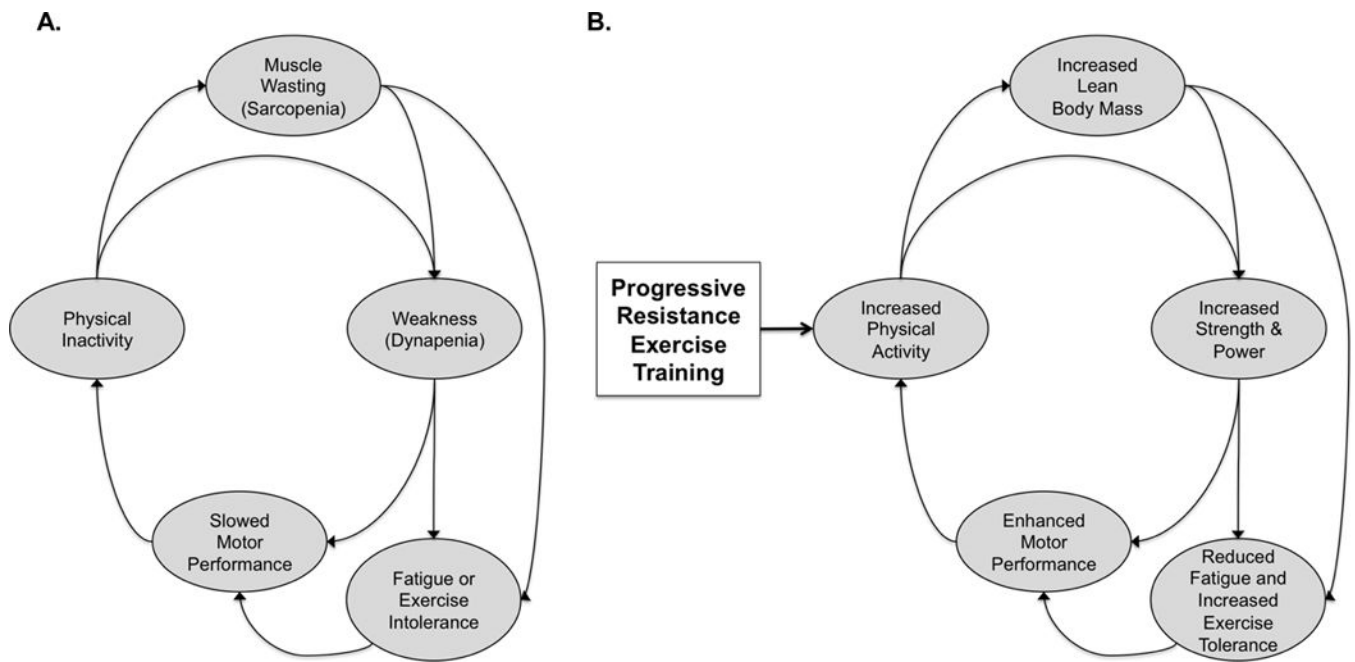 A.
Muscle
Wasting
(Sarcopenia)
Physical
Inactivity
Weakness
(Dynapenia)
Slowed
Motor
Performance
Fatigue or
Exercise
Intolerance
B.
Increased
Lean
Body Mass
Progressive
Resistance
Exercise
Training
Increased
Physical
Activity
Increased
Strength &
Power
Enhanced
Motor
Performance
Reduced
Fatigue and
Increased
Exercise
Tolerance